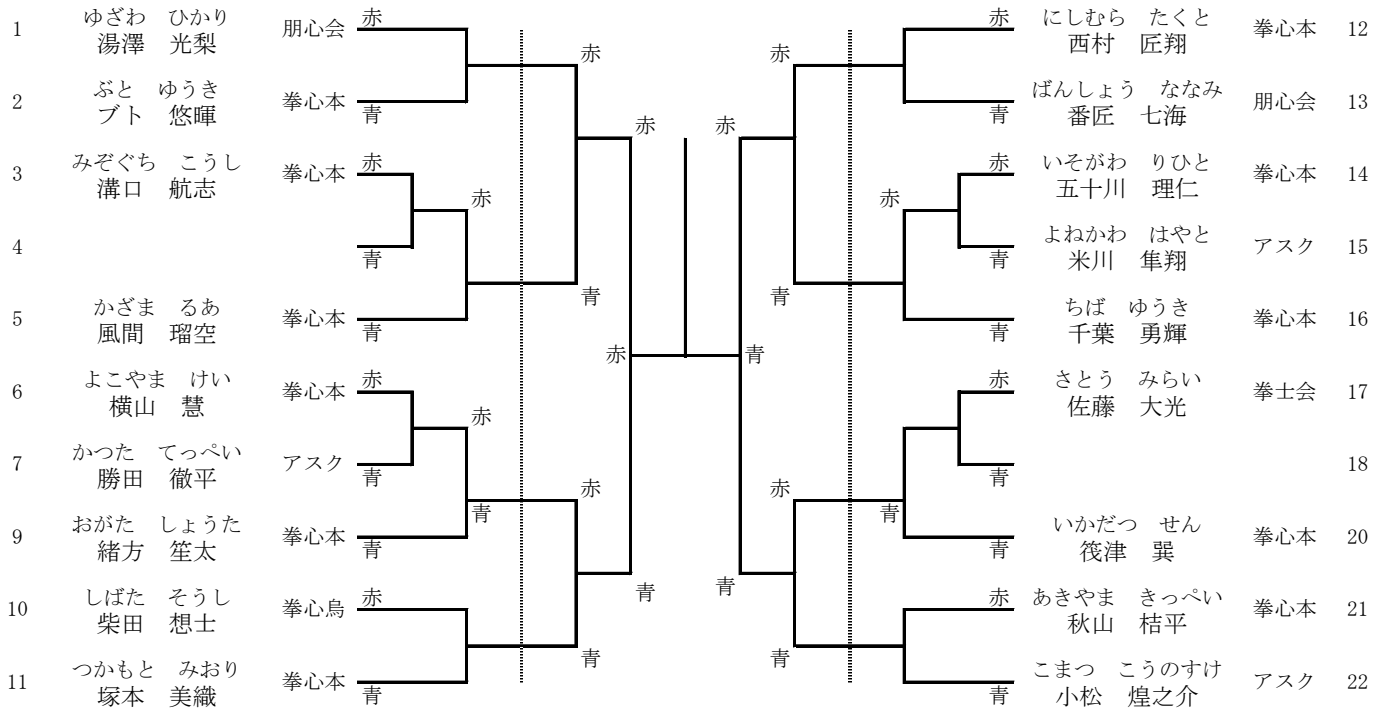 ゆざわ　ひかり
1 湯澤　光梨 朋心会 赤
ぶと　ゆうき
2 ブト　悠暉 拳心本 青
赤
みぞぐち　こうし
3 溝口　航志 拳心本 赤
赤
4 青
赤
かざま　るあ
5 風間　瑠空 拳心本 青
青
赤
よこやま　けい
6 横山　慧 拳心本 赤
赤
かつた　てっぺい
7 勝田　徹平 アスク 青
赤
おがた　しょうた
9 緒方　笙太 拳心本 青
青
青
しばた　そうし
10 柴田　想士 拳心烏 赤
青
つかもと　みおり
11 塚本　美織 拳心本 青
赤 にしむら　たくと
西村　匠翔 拳心本 12
赤
ばんしょう　ななみ
青 番匠　七海 朋心会 13
赤
赤 いそがわ　りひと
五十川　理仁 拳心本 14
赤
よねかわ　はやと
青 米川　隼翔 アスク 15
青
ちば　ゆうき
青 千葉　勇輝 拳心本 16
青
赤 さとう　みらい
佐藤　大光 拳士会 17
18
赤
青
いかだつ　せん
青 筏津　巽 拳心本 20
青
赤 あきやま　きっぺい
秋山　桔平 拳心本 21
青
こまつ　こうのすけ
青 小松　煌之介 アスク 22